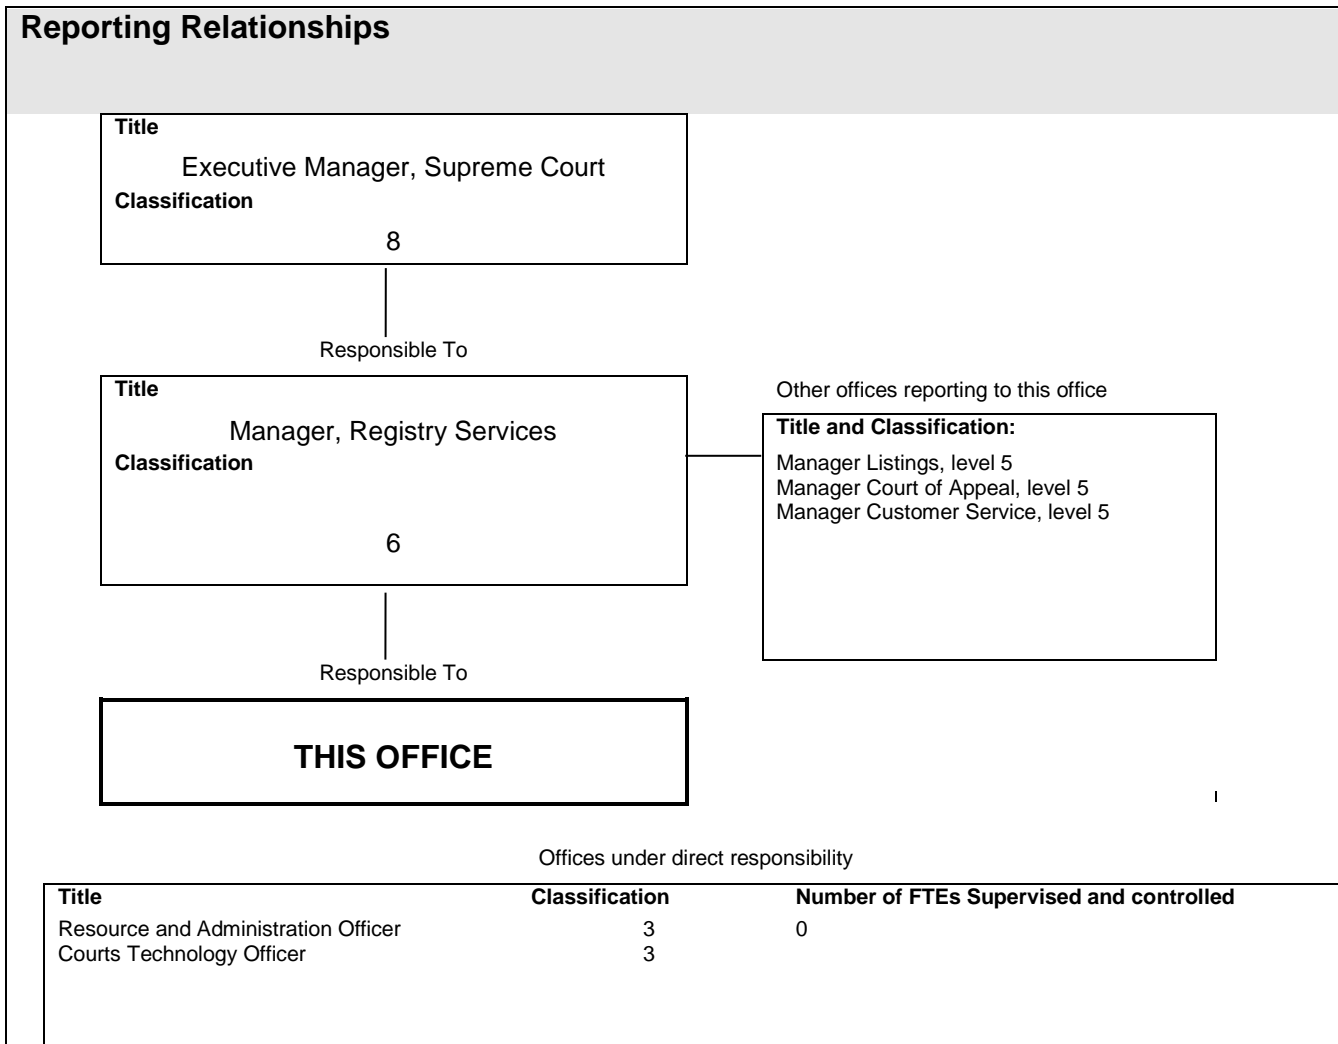 Reporting Relationships
Title
Executive Manager, Supreme Court
Classification
8
Responsible To
Title
Manager, Registry Services
Classification
6
Other offices reporting to this office
Title and Classification:
Manager Listings, level 5
Manager Court of Appeal, level 5
Manager Customer Service, level 5
Responsible To
THIS OFFICE
Offices under direct responsibility
Title Classification Number of FTEs Supervised and controlled
Resource and Administration Officer 3 0
Courts Technology Officer 3